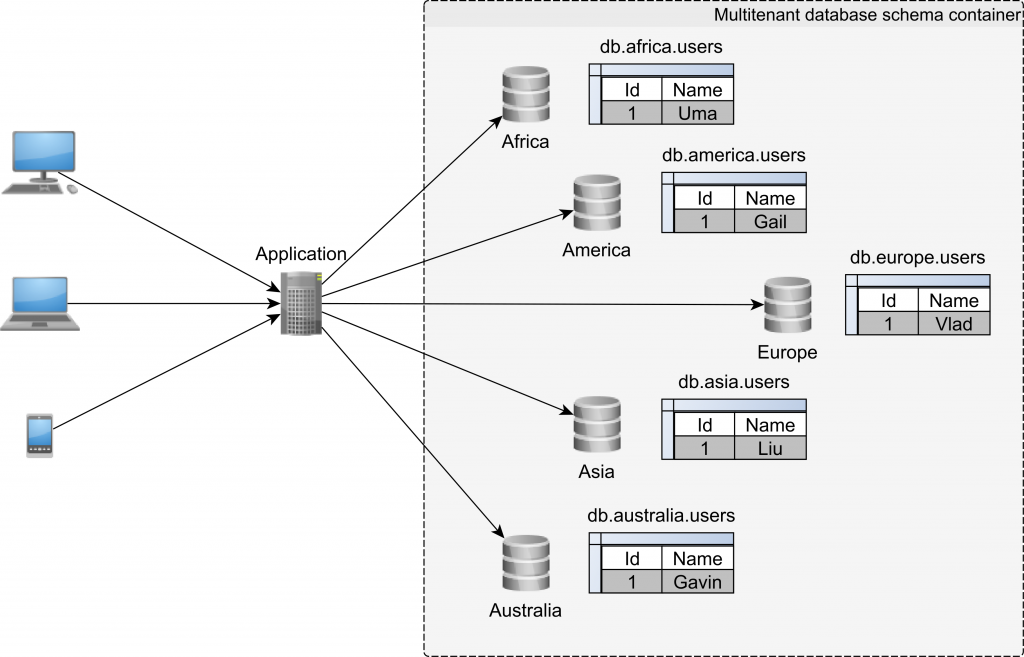 Multitenant database schema container
db.africa.users
Id Name
1 Uma
Africa
db.america.users
Id Name
1 Gail
America
Application
db.europe.users
Id Name
1 Vlad
Europe
db.asia.users
Id Name
1 Liu
Asia
db.australia.users
Id Name
1 Gavin
Australia